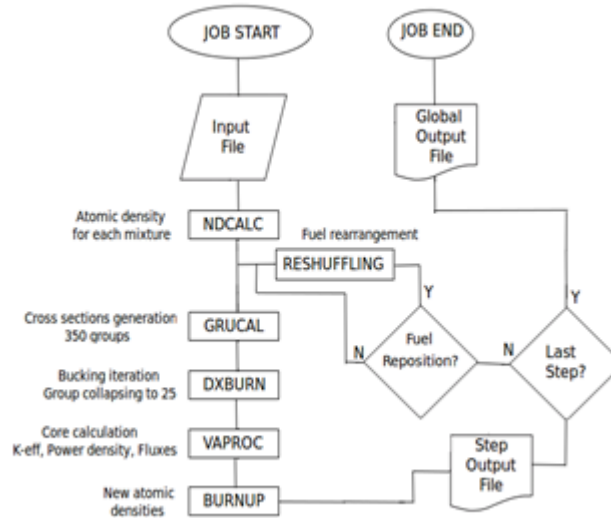 JOB START
JOB END
Input
File
Global
Output
File
Atomic density
for each mixture
NDCALC
Fuel rearrangement
RESHUFFLING
Y
Y
Cross sections generation
350 groups
GRUCAL
N
Fuel
Reposition?
N
Last
Step?
Bucking iteration
Group collapsing to 25
DXBURN
Core calculation
K-eff, Power density, Fluxes
VAPROC
Step
Output
File
New atomic
densities
BURNUP